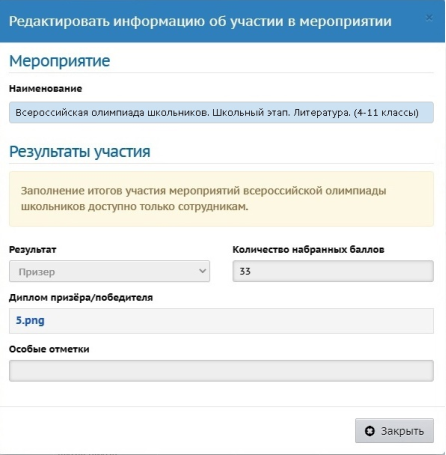 Редактировать информацию об участии в мероприятии
Мероприятие
Наименование
Всероссийская олимпиада школьников. Школьный этап. Литература. (4-11 классы)
Результаты участия
Заполнение итогов участия мероприятий всероссийской олимпиады
школьников доступно только сотрудникам.
Результат
Количество набранных баллов
Призер
33
Диплом призёра/победителя
5.png
Особые отметки
Закрыть